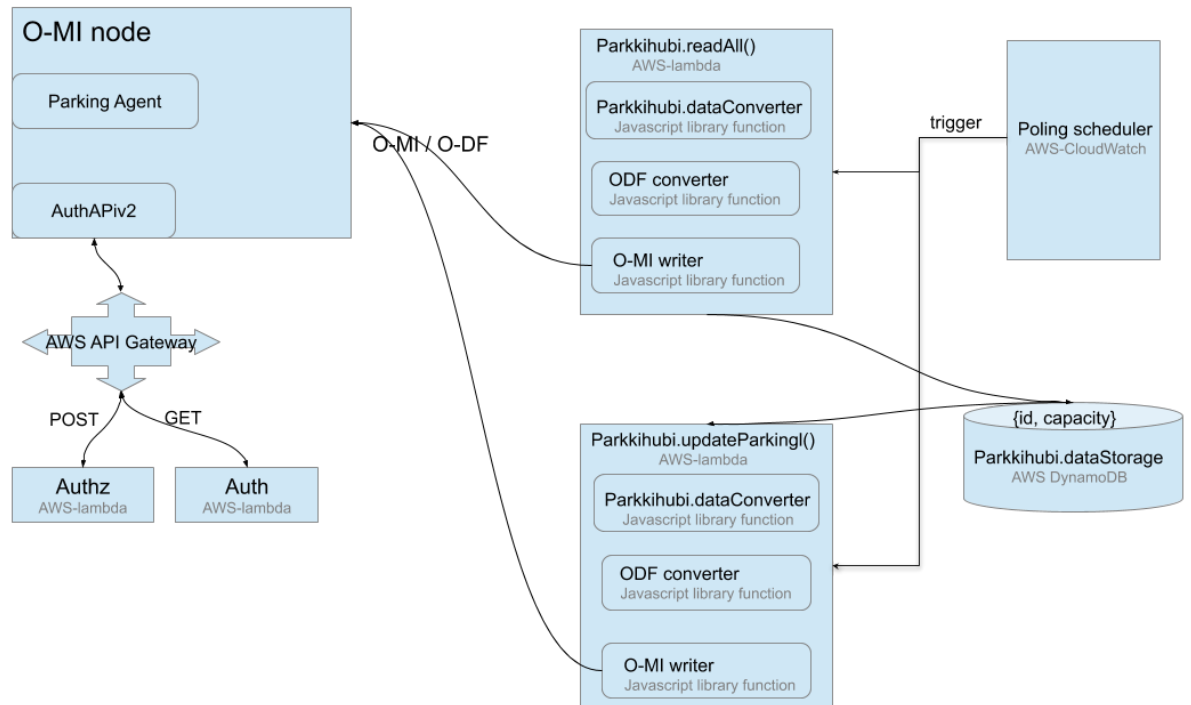 O-MI node
Parking Agent
AuthAPiv2
AWS API Gateway
POST
GET
Authz
AWS-lambda
Auth
AWS-lambda
O-MI / O-DF
Parkkihubi.readAll()
AWS-lambda
Parkkihubi.dataConverter
Javascript library function
ODF converter
Javascript library function
O-MI writer
Javascript library function
trigger
Poling scheduler
AWS-CloudWatch
Parkkihubi.updateParkingl()
AWS-lambda
Parkkihubi.dataConverter
Javascript library function
ODF converter
Javascript library function
O-MI writer
Javascript library function
{id, capacity}
Parkkihubi.dataStorage
AWS DynamoDB